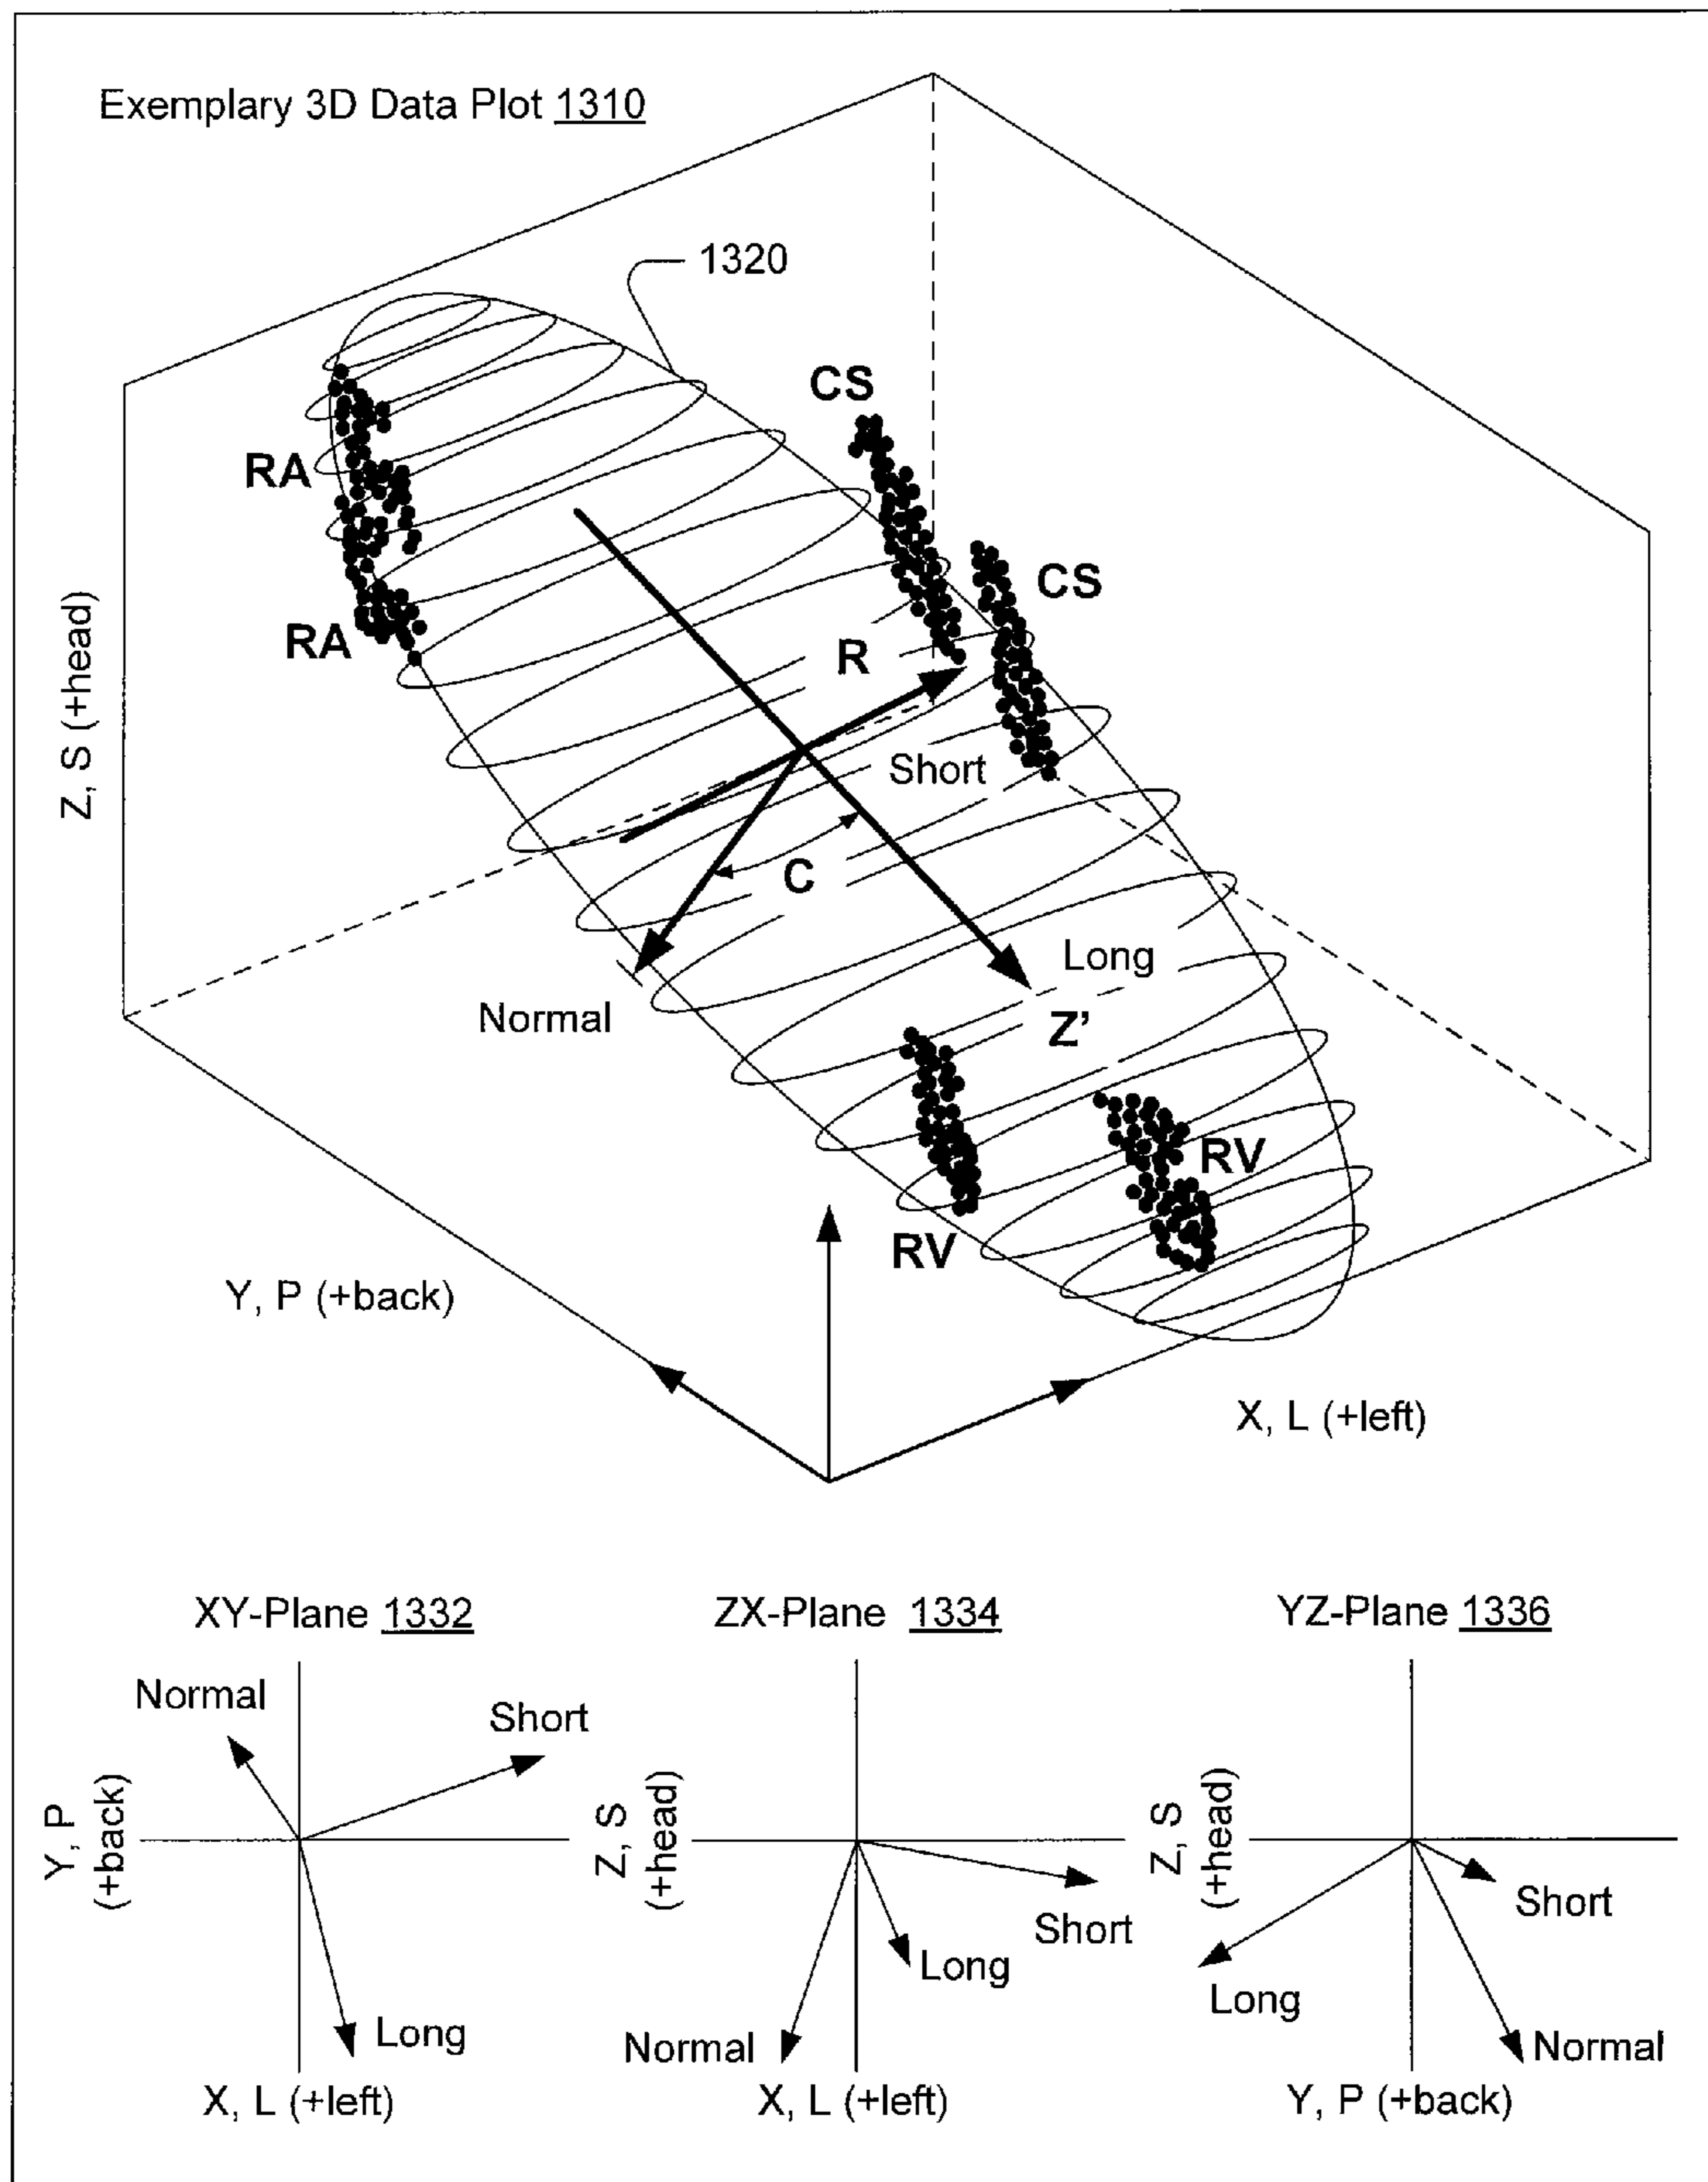 Exemplary 3D Data Plot 1310
1320
CS
RA
CS
Z, S (+head)
RA
R
Short
C
Long
Normal
Z’
RV
RV
Y, P (+back)
X, L (+left)
XY-Plane 1332
ZX-Plane 1334
YZ-Plane 1336
Normal
Short
Y, P
(+back)
Long
X, L (+left)
Z, S
(+head)
Short
Long
Normal
X, L (+left)
Z, S
(+head)
Short
Long
Normal
Y, P (+back)